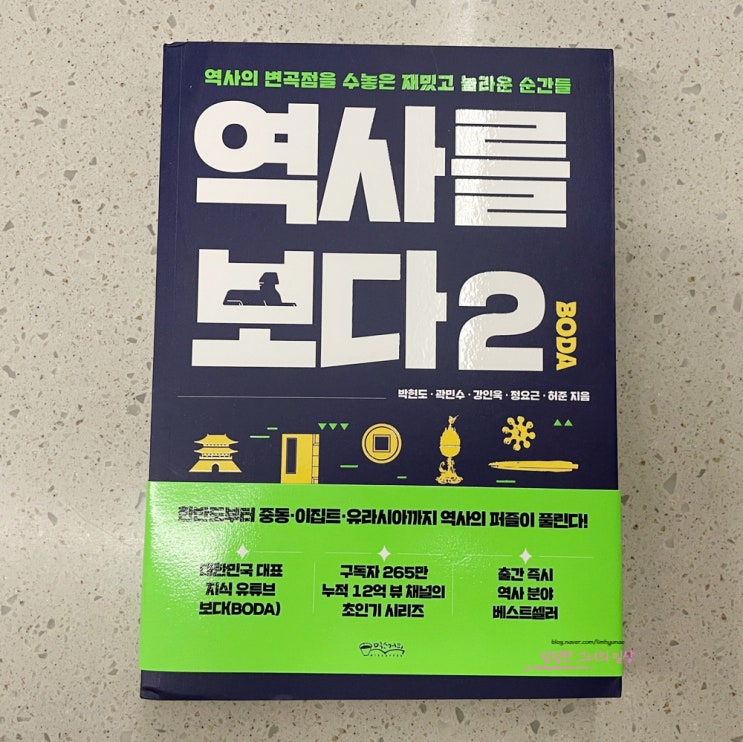 역사의 변곡점을 수놓은 재밌고 놀라운 순간들
역사를
보다 2
BODA
박현도·곽민수·강인욱·정요근·허준 지음
한반도부터 중동·이집트·유라시아까지 역사의 퍼즐이 풀린다!
대한민국 대표
지식 유튜브
보다(BODA)
구독자 265만
누적 12억 뷰 채널의
초인기 시리즈
출간 즉시
역사 분야
베스트셀러
믹스커피